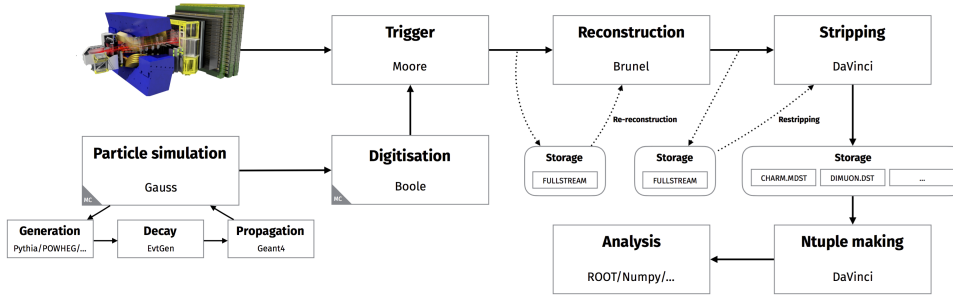 Trigger
Moore
Reconstruction
Brunel
Stripping
DaVinci
Re-reconstruction
Restripping
Particle simulation
Gauss
MC
Digitisation
Boole
MC
Storage
FULLSTREAM
Storage
FULLSTREAM
Storage
CHARM.MDST
DIMUON.DST
...
Generation
Pythia/POWHEG/...
Decay
EvtGen
Propagation
Geant4
Analysis
ROOT/Numpy/...
Ntuple making
DaVinci